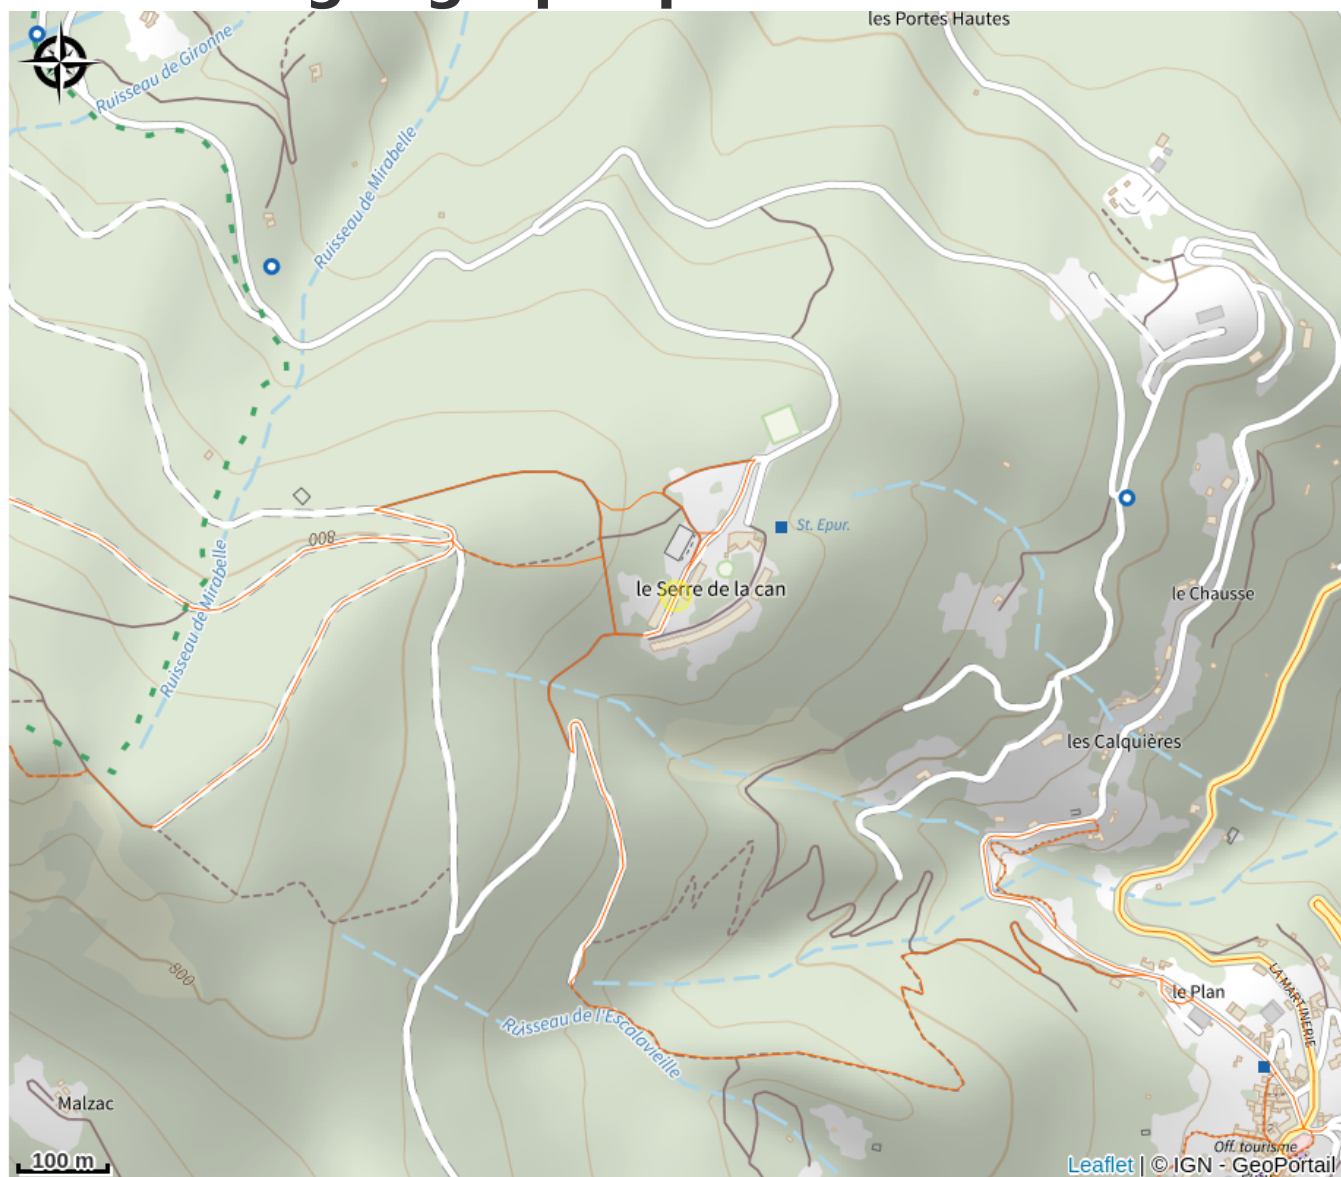 les Portes Hautes
Ruisseau de Gironne
Ruisseau de Mirabelle
800
St. Epur.
le Serre de la can
le Chausse
Ruisseau de Mirabelle
les Calquières
800
le Plan
LA MARTINERIE
Ruisseau de l'Escalavieille
Malzac
Off. tourisme
100 m
Leaflet | © IGN - GeoPortail